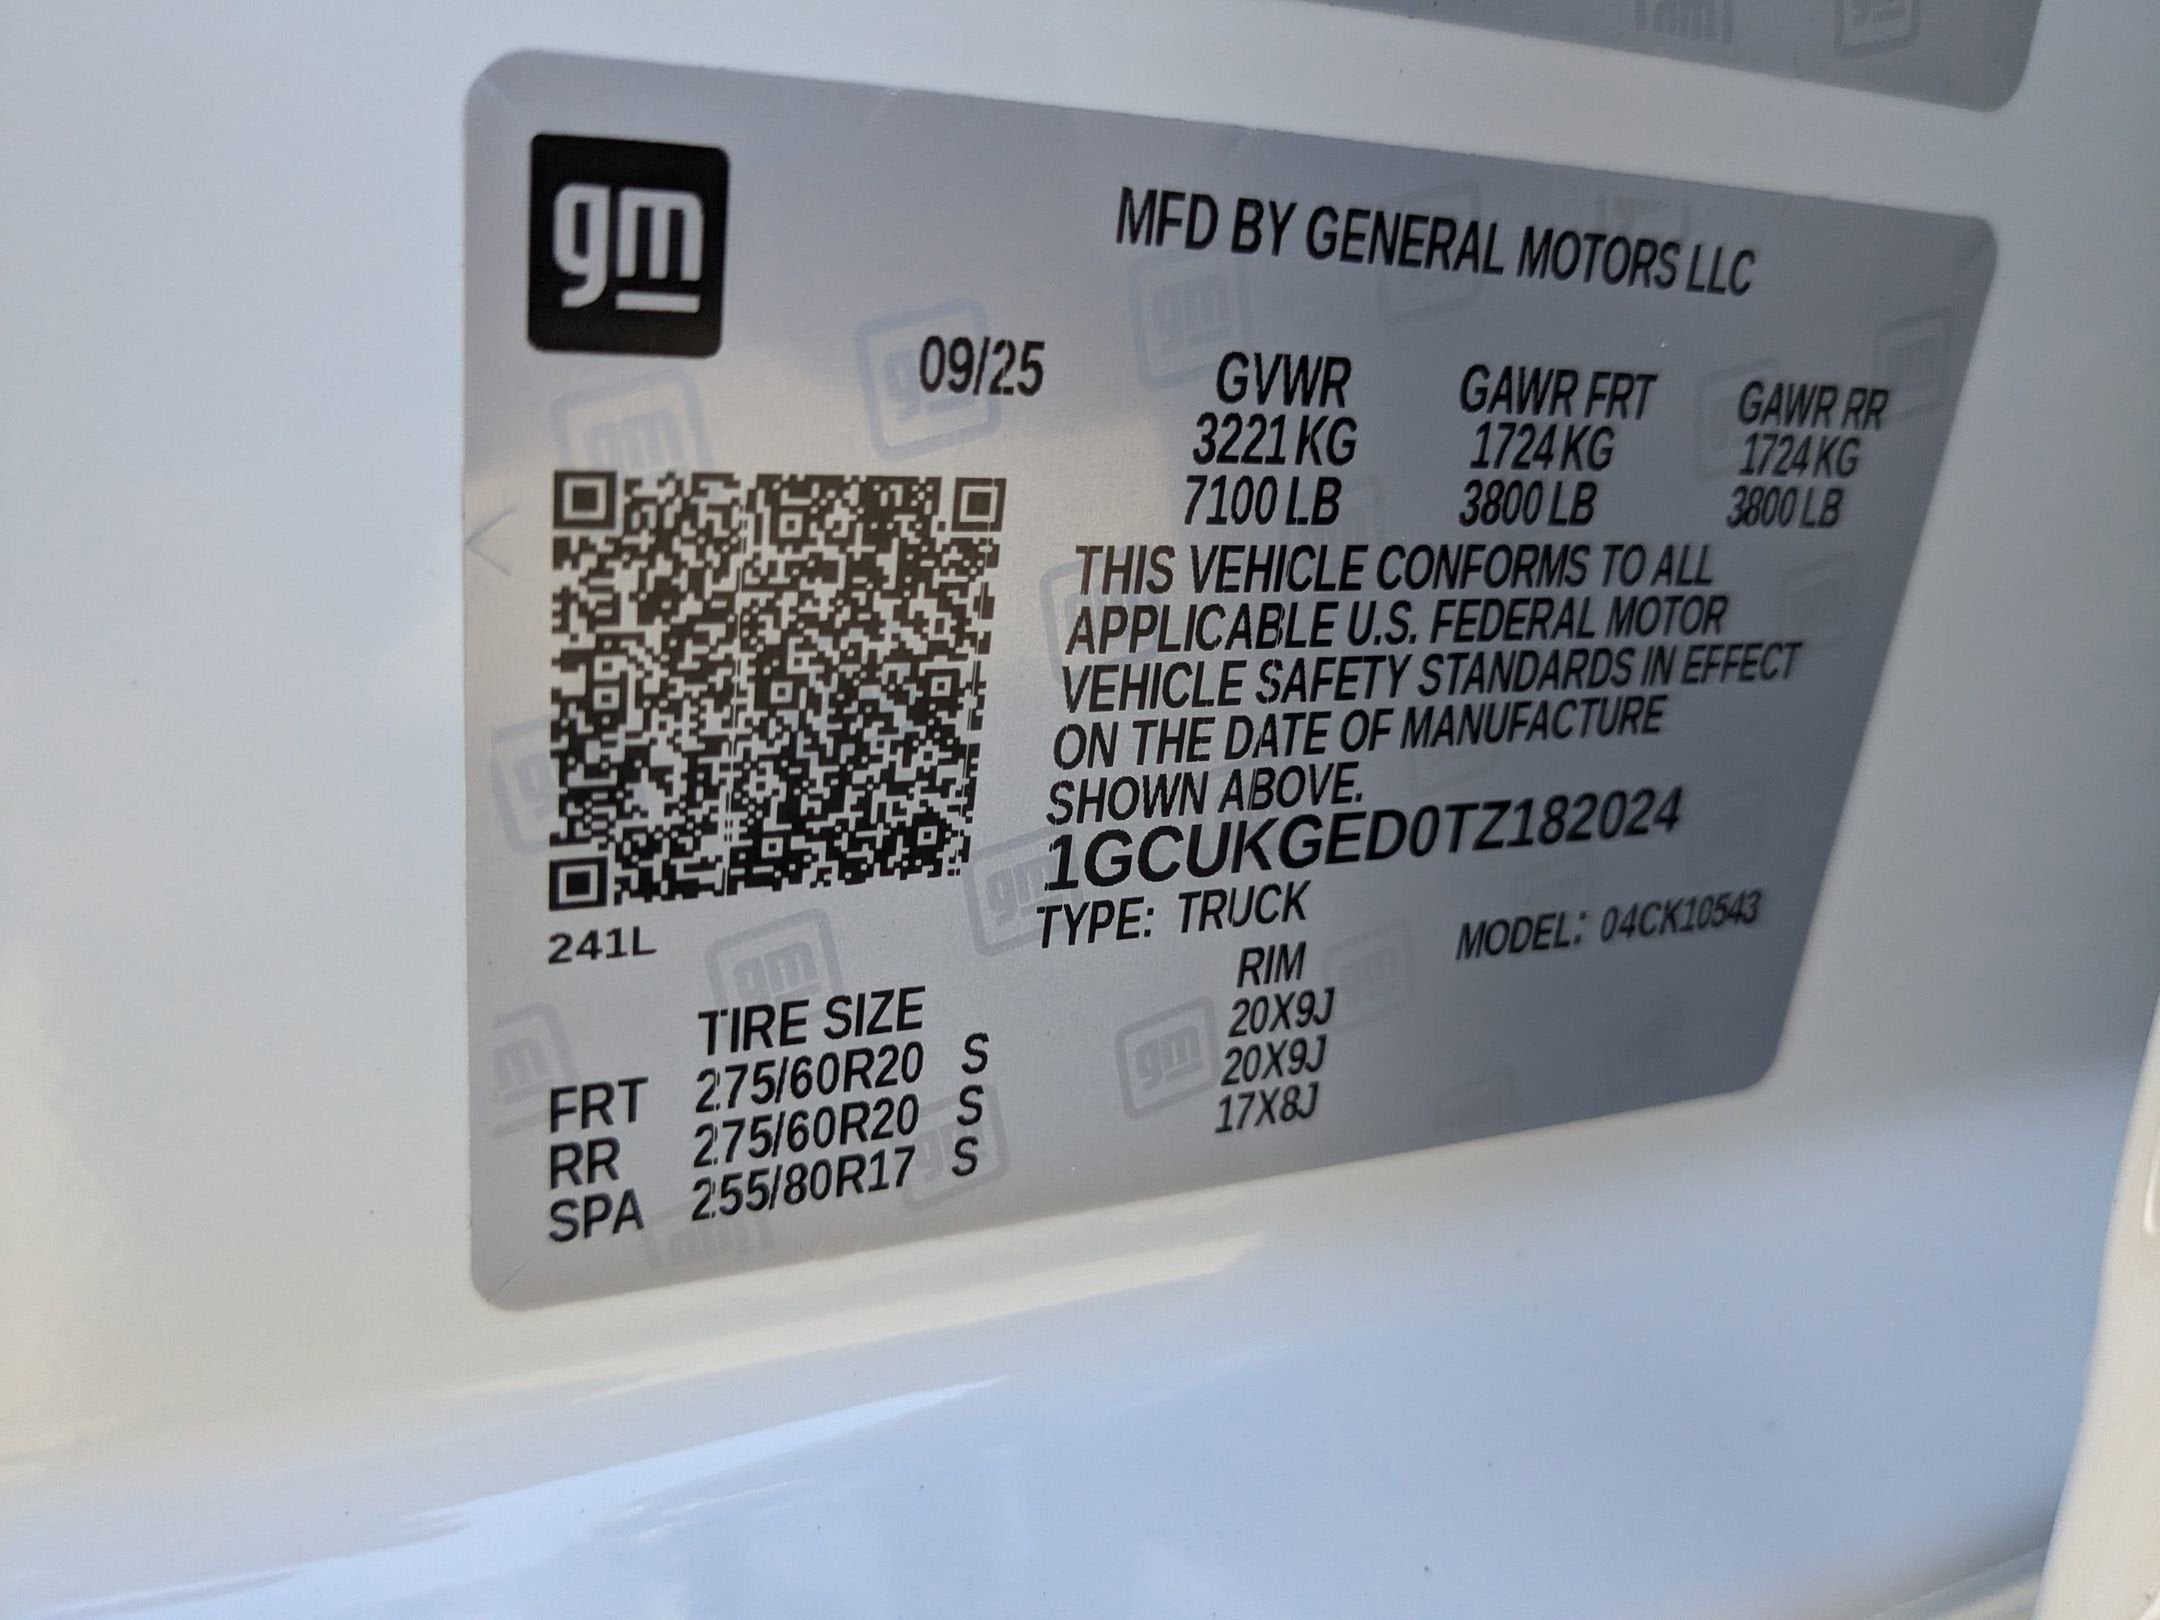 gm
MFD BY GENERAL MOTORS LLC
09/25
GVWR GAWR FRT GAWR RR
3221 KG 1724 KG 1724 KG
7100 LB 3800 LB 3800 LB
THIS VEHICLE CONFORMS TO ALL
APPLICABLE U.S. FEDERAL MOTOR
VEHICLE SAFETY STANDARDS IN EFFECT
ON THE DATE OF MANUFACTURE
SHOWN ABOVE.
1GCUKGED0TZ182024
TYPE: TRUCK MODEL: 04CK10543
241L
TIRE SIZE RIM
FRT 275/60R20 S 20X9J
RR 275/60R20 S 20X9J
SPA 255/80R17 S 17X8J